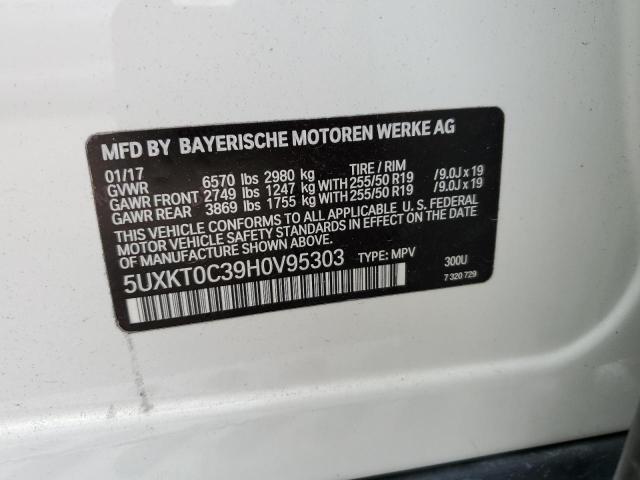 MFD BY BAYERISCHE MOTOREN WERKE AG
01/17 TIRE / RIM
GVWR 6570 lbs 2980 kg
GAWR FRONT 2749 lbs 1247 kg WITH 255/50 R19 /9.0J x 19
GAWR REAR 3869 lbs 1755 kg WITH 255/50 R19 /9.0J x 19
THIS VEHICLE CONFORMS TO ALL APPLICABLE U.S. FEDERAL
MOTOR VEHICLE SAFETY STANDARDS IN EFFECT ON THE
DATE OF MANUFACTURE SHOWN ABOVE.
5UXKT0C39H0V95303 TYPE: MPV 300U
7 320 729